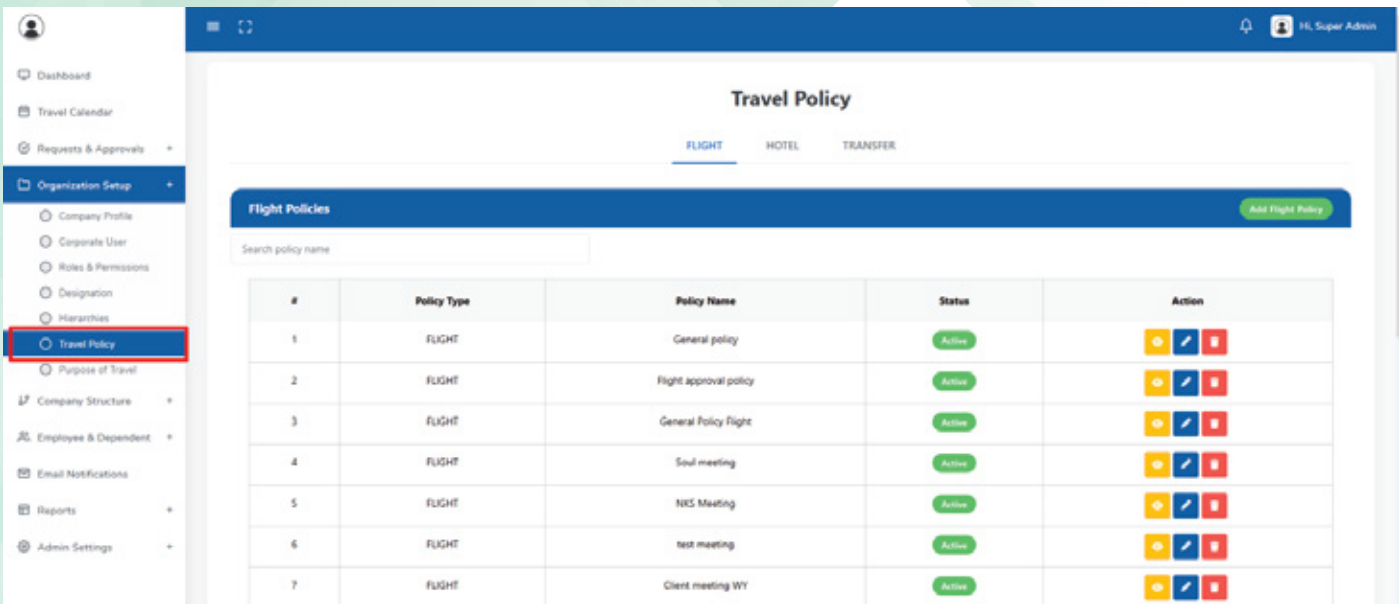 Hi, Super Admin
Dashboard
Travel Calendar
Requests & Approvals +
Organization Setup +
Company Profile
Corporate User
Roles & Permissions
Designation
Hierarchies
Travel Policy
Purpose of Travel
Company Structure +
Employee & Dependent +
Email Notifications
Reports +
Admin Settings +
Travel Policy
FLIGHT HOTEL TRANSFER
Flight Policies Add Flight Policy
Search policy name
# Policy Type Policy Name Status Action
1 FLIGHT General policy Active
2 FLIGHT Flight approval policy Active
3 FLIGHT General Policy Flight Active
4 FLIGHT Soul meeting Active
5 FLIGHT NKS Meeting Active
6 FLIGHT test meeting Active
7 FLIGHT Client meeting WY Active